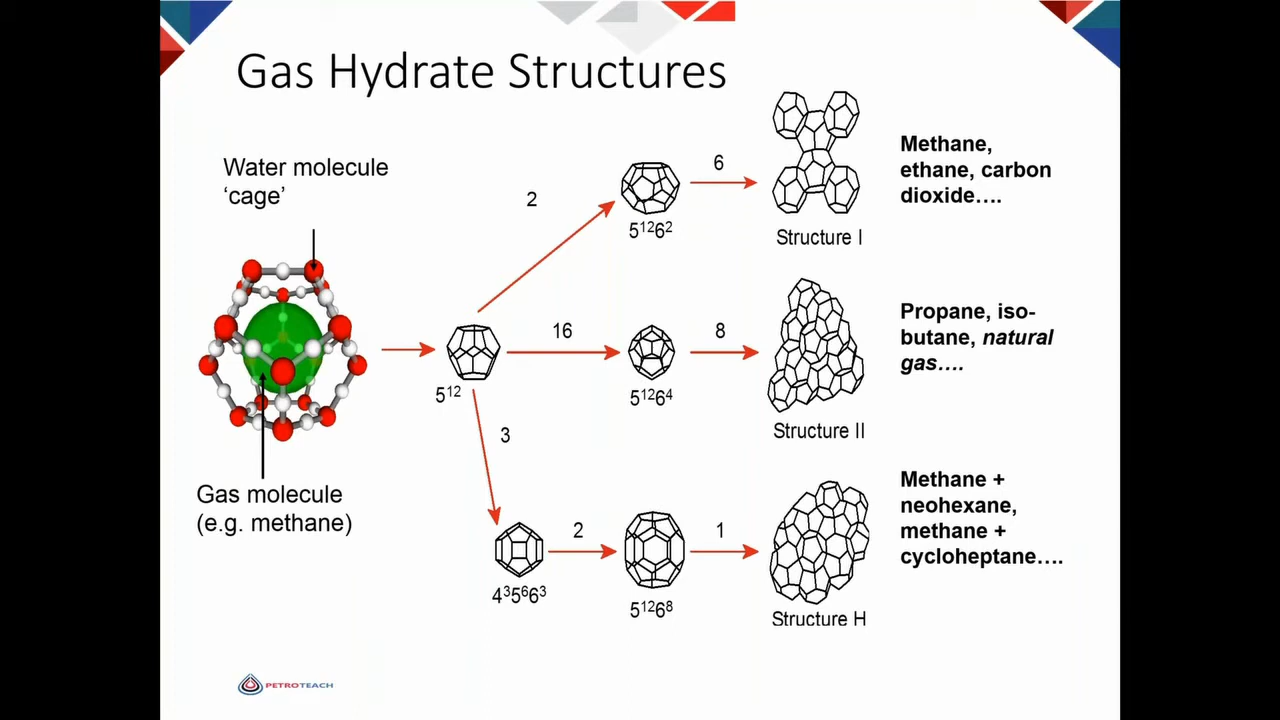 Gas Hydrate Structures
Water molecule
‘cage’
Gas molecule
(e.g. methane)
5¹²
2
5¹²6²
6
Structure I
Methane,
ethane, carbon
dioxide….
16
5¹²6⁴
8
Structure II
Propane, iso-
butane, natural
gas….
3
4³5⁶6³
2
5¹²6⁸
1
Structure H
Methane +
neohexane,
methane +
cycloheptane….
PETROTEACH